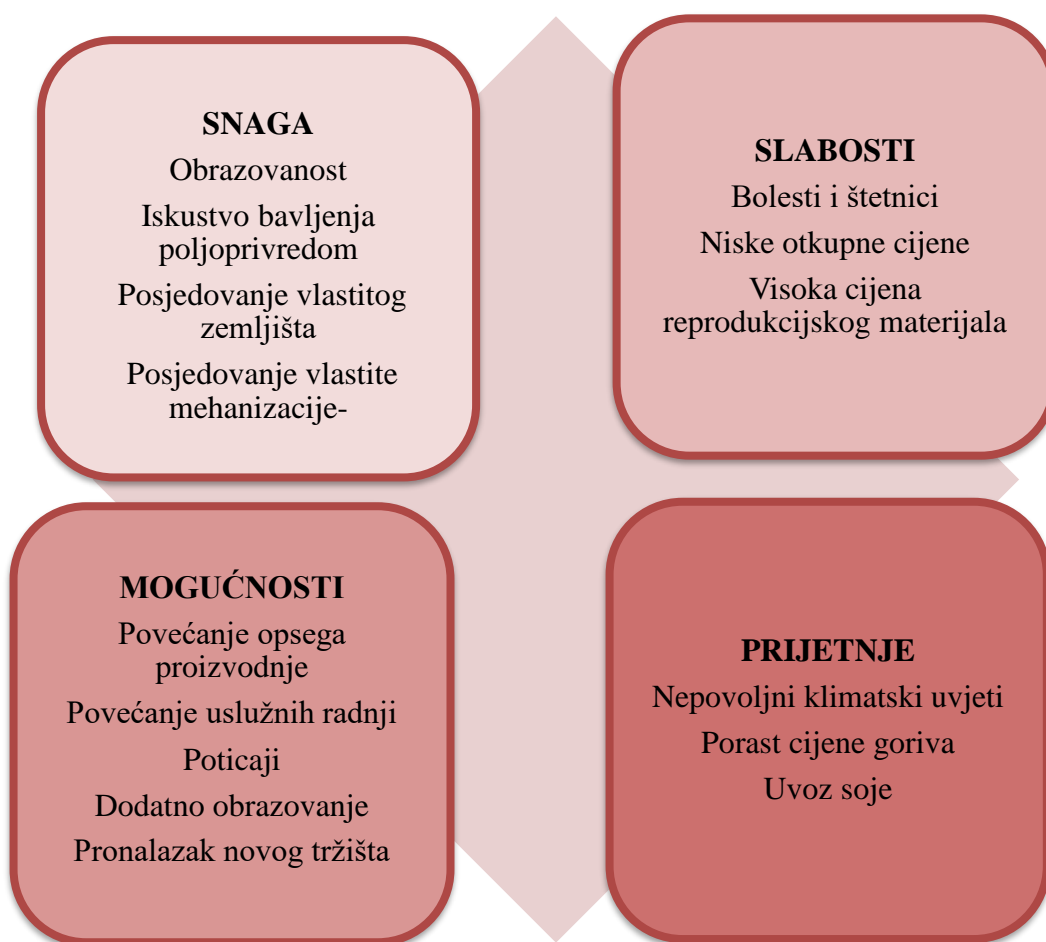 SNAGA
Obrazovanost
Iskustvo bavljenja
poljoprivredom
Posjedovanje vlastitog
zemljišta
Posjedovanje vlastite
mehanizacije-
SLABOSTI
Bolesti i štetnici
Niske otkupne cijene
Visoka cijena
reprodukcijskog materijala
MOGUĆNOSTI
Povećanje opsega
proizvodnje
Povećanje uslužnih radnji
Poticaji
Dodatno obrazovanje
Pronalazak novog tržišta
PRIJETNJE
Nepovoljni klimatski uvjeti
Porast cijene goriva
Uvoz soje